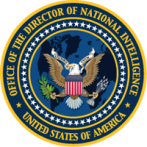 OFFICE OF THE DIRECTOR OF NATIONAL INTELLIGENCE
UNITED STATES OF AMERICA